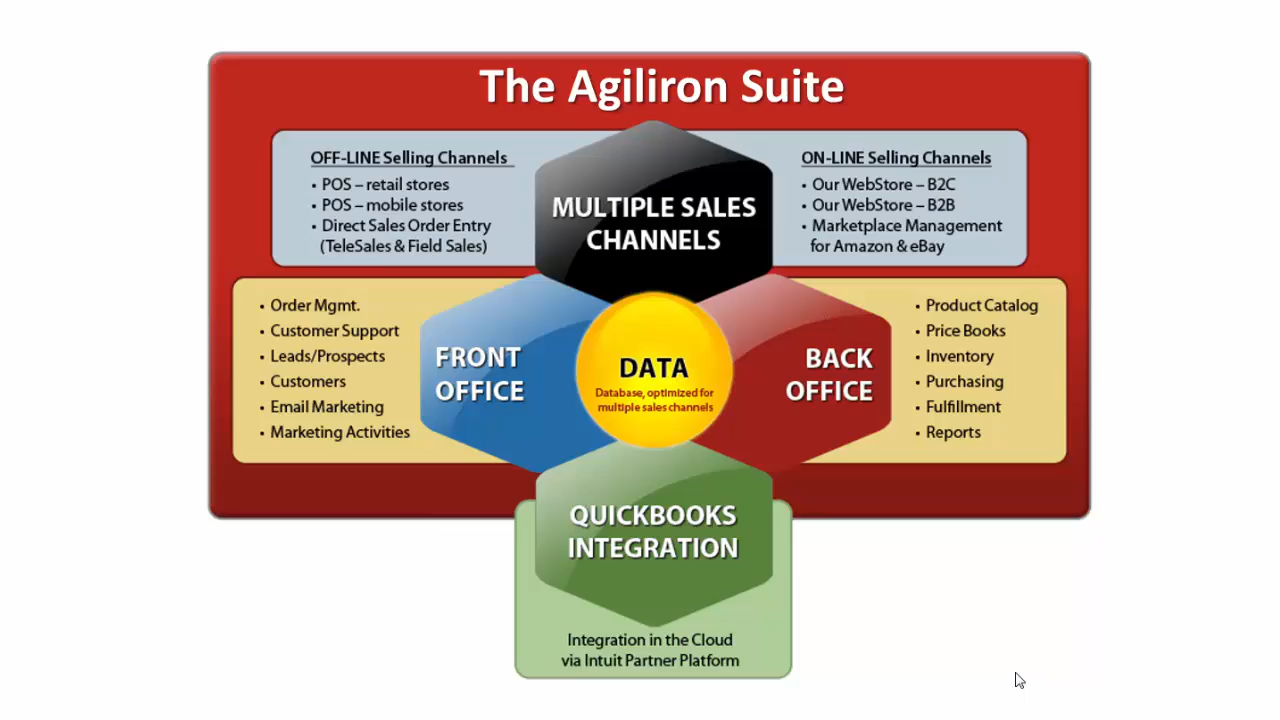 The Agiliron Suite
OFF-LINE Selling Channels
• POS – retail stores
• POS – mobile stores
• Direct Sales Order Entry
(TeleSales & Field Sales)
MULTIPLE SALES
CHANNELS
ON-LINE Selling Channels
• Our WebStore – B2C
• Our WebStore – B2B
• Marketplace Management
for Amazon & eBay
• Order Mgmt.
• Customer Support
• Leads/Prospects
• Customers
• Email Marketing
• Marketing Activities
FRONT
OFFICE
DATA
Database, optimized for
multiple sales channels
BACK
OFFICE
• Product Catalog
• Price Books
• Inventory
• Purchasing
• Fulfillment
• Reports
QUICKBOOKS
INTEGRATION
Integration in the Cloud
via Intuit Partner Platform